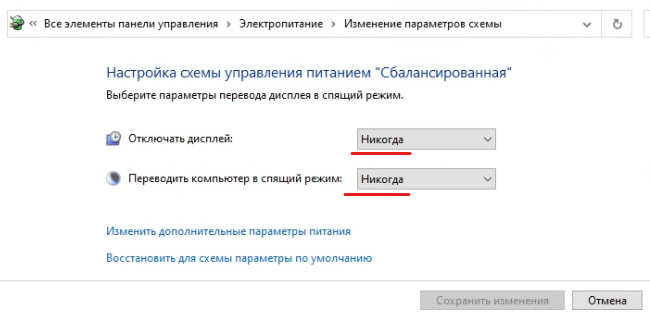 « Все элементы панели управления > Электропитание > Изменение параметров схемы
Настройка схемы управления питанием "Сбалансированная"
Выберите параметры перевода дисплея в спящий режим.
Отключать дисплей: Никогда
Переводить компьютер в спящий режим: Никогда
Изменить дополнительные параметры питания
Восстановить для схемы параметры по умолчанию
Сохранить изменения Отмена